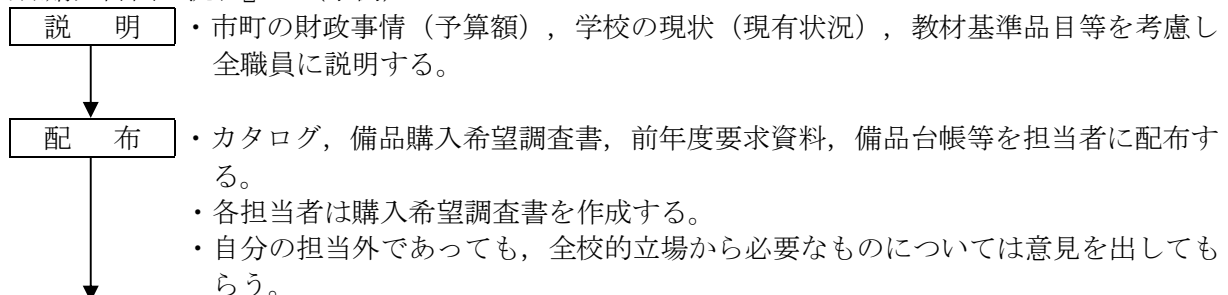 説　明　・市町の財政事情（予算額），学校の現状（現有状況），教材基準品目等を考慮し
全職員に説明する。
配　布　・カタログ，備品購入希望調査書，前年度要求資料，備品台帳等を担当者に配布す
る。
・各担当者は購入希望調査書を作成する。
・自分の担当外であっても，全校的立場から必要なものについては意見を出しても
らう。